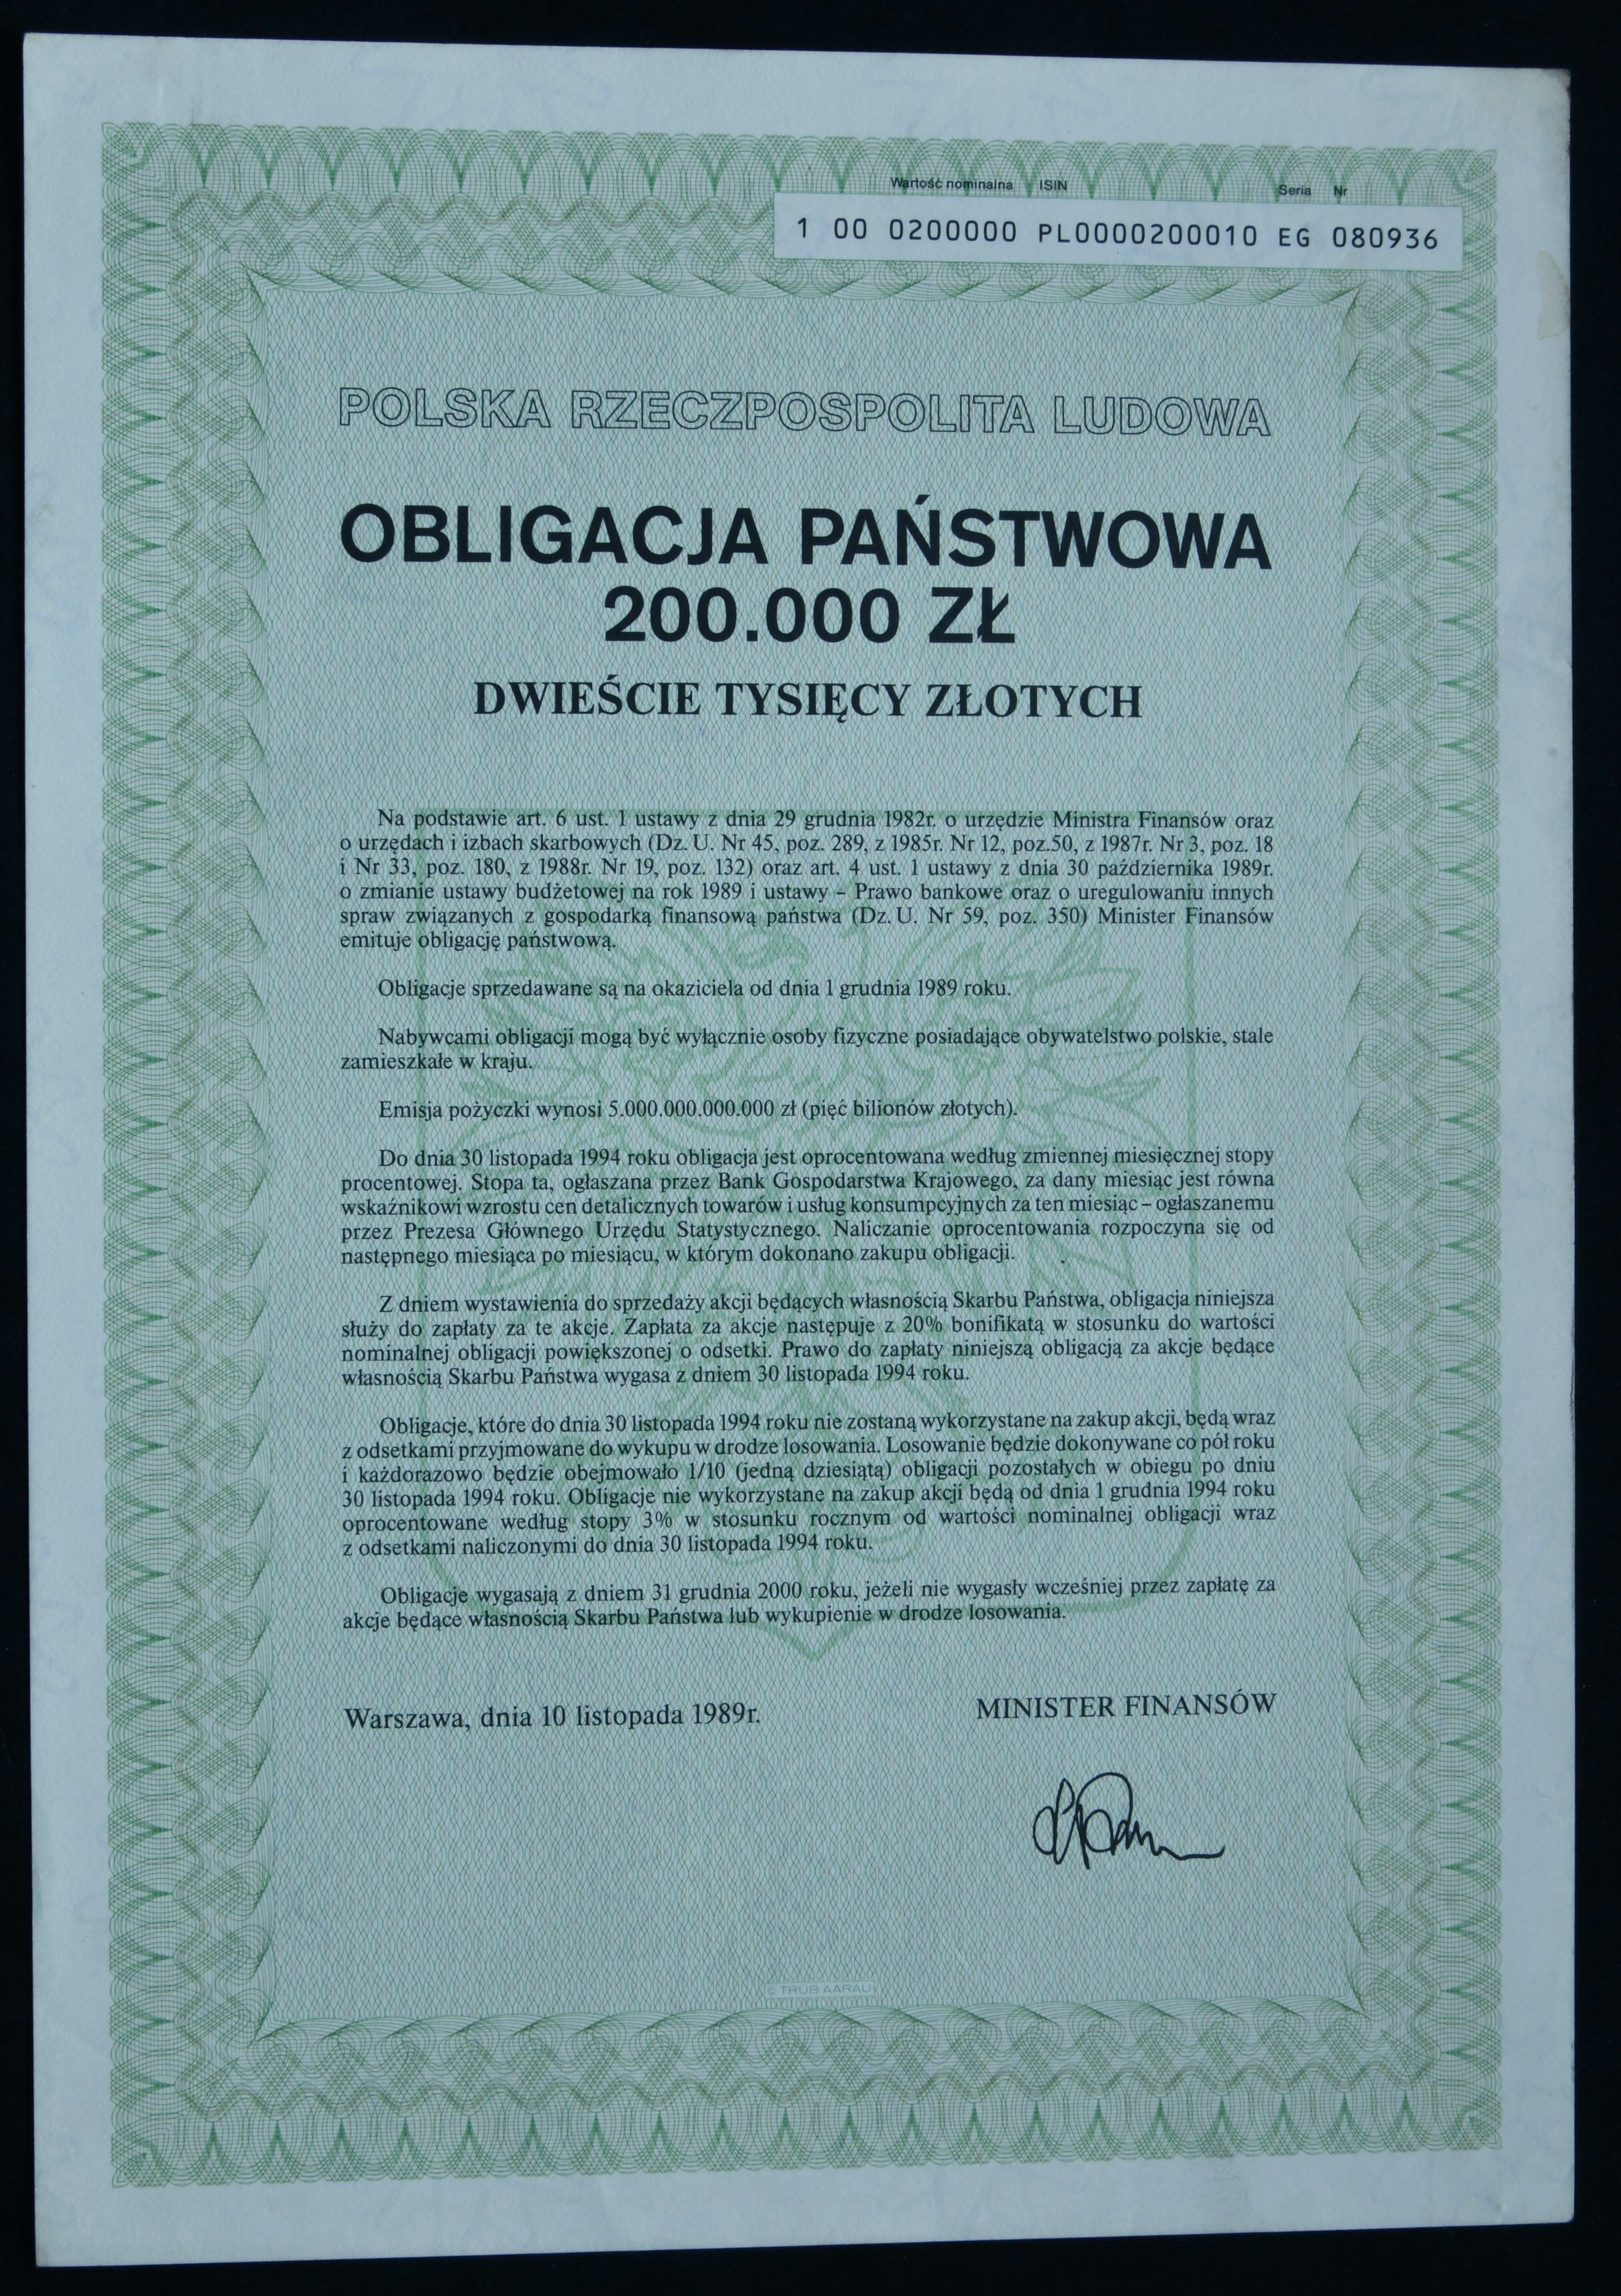 Wartość nominalna ISIN Seria Nr
1 00 0200000 PL0000200010 EG 080936
POLSKA RZECZPOSPOLITA LUDOWA
OBLIGACJA PAŃSTWOWA
200.000 ZŁ
DWIEŚCIE TYSIĘCY ZŁOTYCH
Na podstawie art. 6 ust. 1 ustawy z dnia 29 grudnia 1982r. o urzędzie Ministra Finansów oraz
o urzędach i izbach skarbowych (Dz. U. Nr 45, poz. 289, z 1985r. Nr 12, poz.50, z 1987r. Nr 3, poz. 18
i Nr 33, poz. 180, z 1988r. Nr 19, poz. 132) oraz art. 4 ust. 1 ustawy z dnia 30 października 1989r.
o zmianie ustawy budżetowej na rok 1989 i ustawy – Prawo bankowe oraz o uregulowaniu innych
spraw związanych z gospodarką finansową państwa (Dz. U. Nr 59, poz. 350) Minister Finansów
emituje obligację państwową.
Obligacje sprzedawane są na okaziciela od dnia 1 grudnia 1989 roku.
Nabywcami obligacji mogą być wyłącznie osoby fizyczne posiadające obywatelstwo polskie, stale
zamieszkałe w kraju.
Emisja pożyczki wynosi 5.000.000.000.000 zł (pięć bilionów złotych).
Do dnia 30 listopada 1994 roku obligacja jest oprocentowana według zmiennej miesięcznej stopy
procentowej. Stopa ta, ogłaszana przez Bank Gospodarstwa Krajowego, za dany miesiąc jest równa
wskaźnikowi wzrostu cen detalicznych towarów i usług konsumpcyjnych za ten miesiąc – ogłaszanemu
przez Prezesa Głównego Urzędu Statystycznego. Naliczanie oprocentowania rozpoczyna się od
następnego miesiąca po miesiącu, w którym dokonano zakupu obligacji.
Z dniem wystawienia do sprzedaży akcji będących własnością Skarbu Państwa, obligacja niniejsza
służy do zapłaty za te akcje. Zapłata za akcje następuje z 20% bonifikatą w stosunku do wartości
nominalnej obligacji powiększonej o odsetki. Prawo do zapłaty niniejszą obligacją za akcje będące
własnością Skarbu Państwa wygasa z dniem 30 listopada 1994 roku.
Obligacje, które do dnia 30 listopada 1994 roku nie zostaną wykorzystane na zakup akcji, będą wraz
z odsetkami przyjmowane do wykupu w drodze losowania. Losowanie będzie dokonywane co pół roku
i każdorazowo będzie obejmowało 1/10 (jedną dziesiątą) obligacji pozostałych w obiegu po dniu
30 listopada 1994 roku. Obligacje nie wykorzystane na zakup akcji będą od dnia 1 grudnia 1994 roku
oprocentowane według stopy 3% w stosunku rocznym od wartości nominalnej obligacji wraz
z odsetkami naliczonymi do dnia 30 listopada 1994 roku.
Obligacje wygasają z dniem 31 grudnia 2000 roku, jeżeli nie wygasły wcześniej przez zapłatę za
akcje będące własnością Skarbu Państwa lub wykupienie w drodze losowania.
Warszawa, dnia 10 listopada 1989r.
MINISTER FINANSÓW
© TRUB AARAU